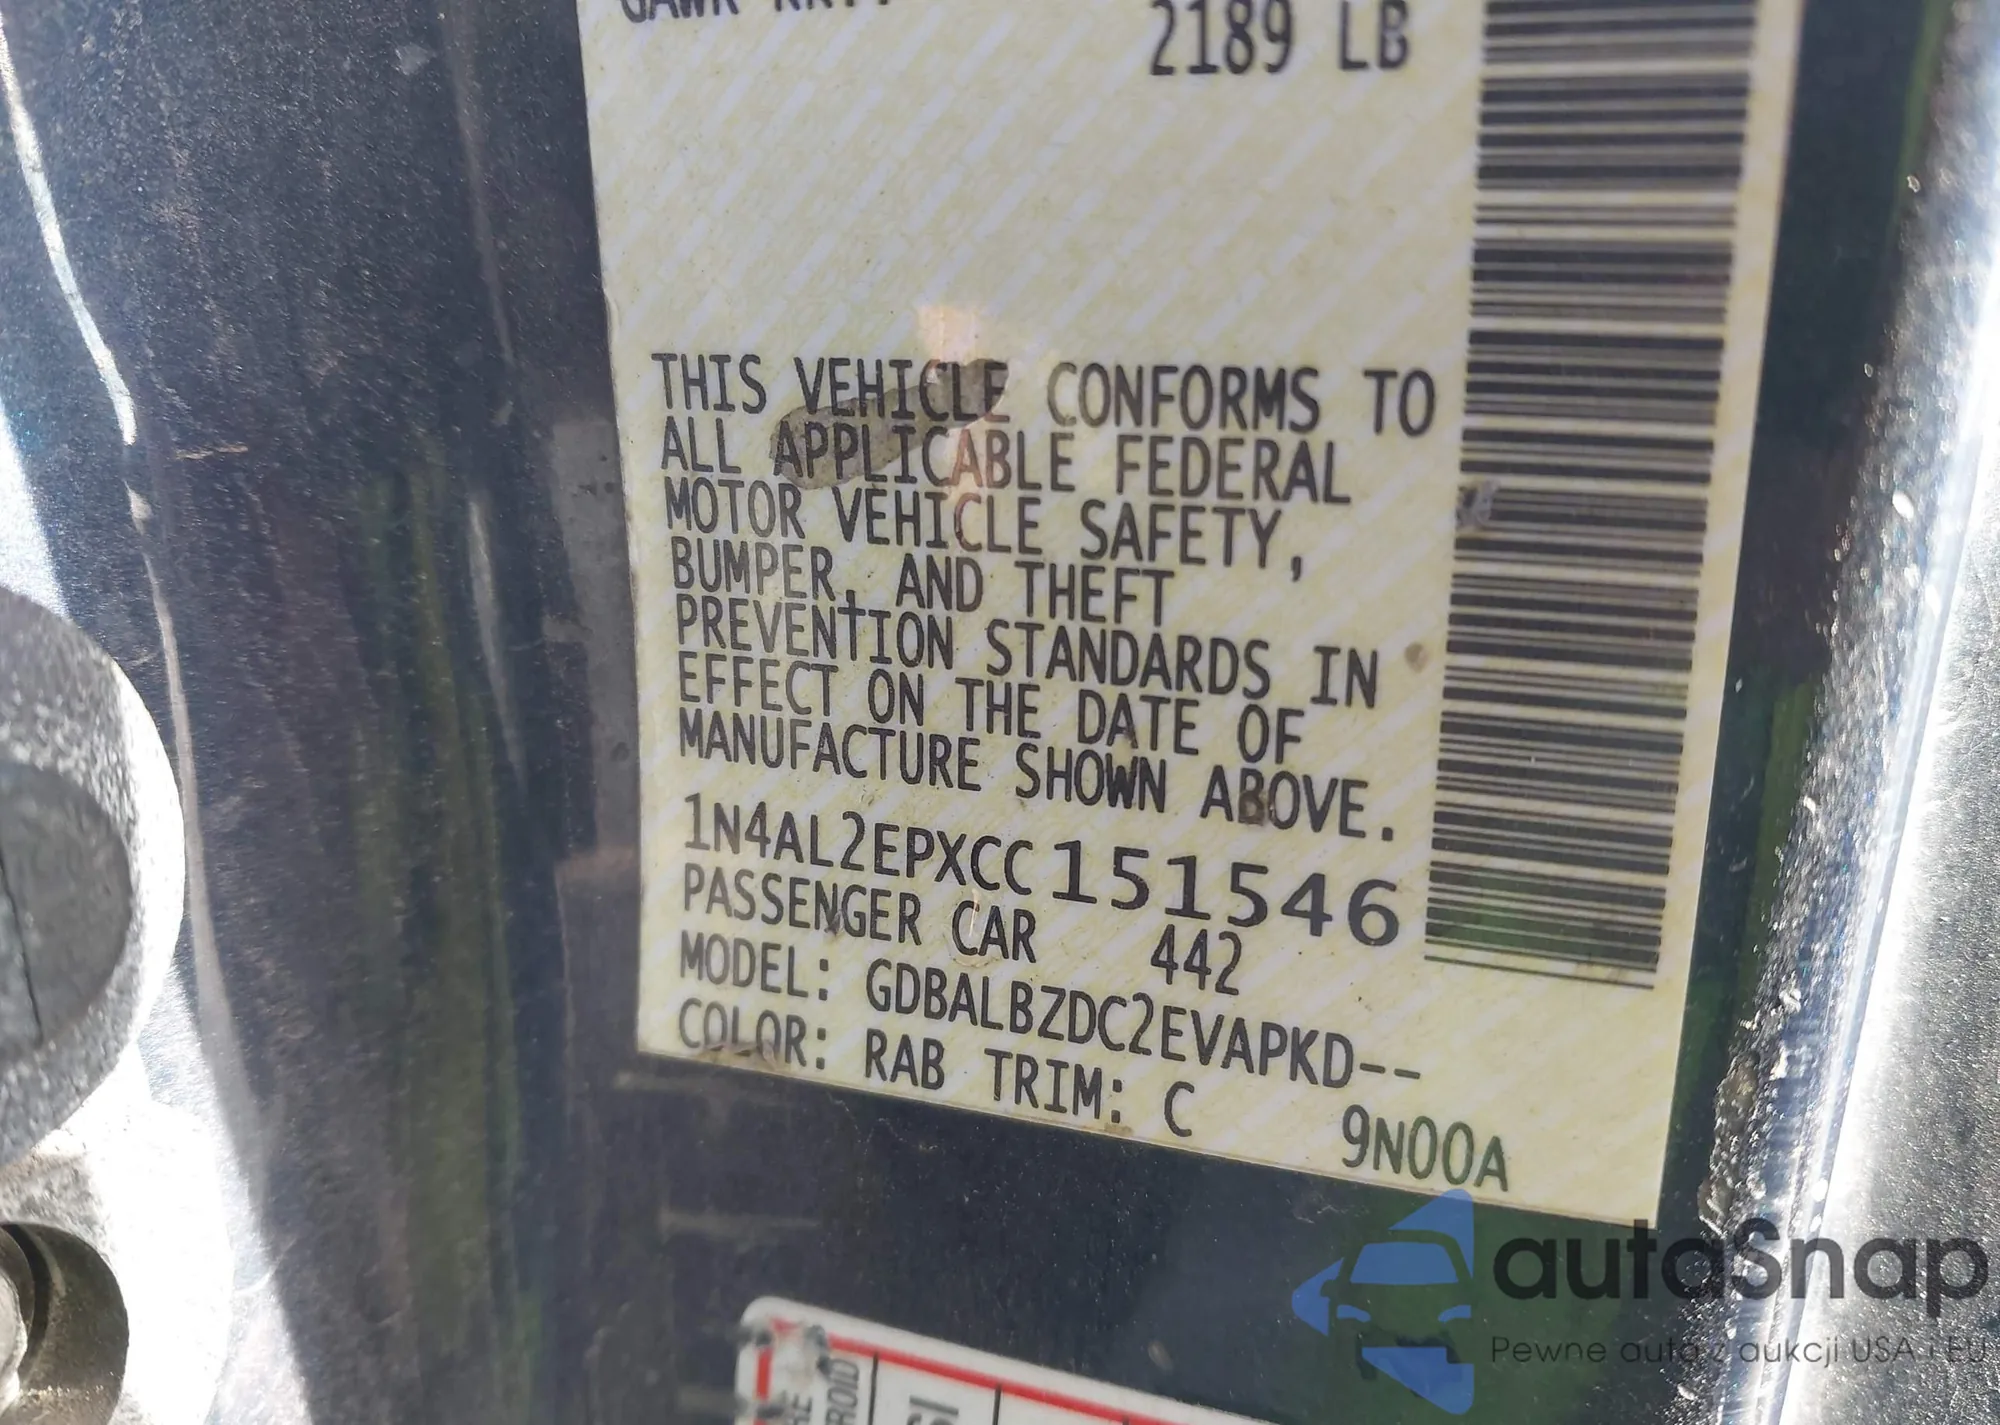 2189 LB
THIS VEHICLE CONFORMS TO
ALL APPLICABLE FEDERAL
MOTOR VEHICLE SAFETY,
BUMPER, AND THEFT
PREVENTION STANDARDS IN
EFFECT ON THE DATE OF
MANUFACTURE SHOWN ABOVE.
1N4AL2EPXCC151546
PASSENGER CAR 442
MODEL: GDBALBZDC2EVAPKD--
COLOR: RAB TRIM: C 9N00A
autaSnap
Pewne auta z aukcji USA i EU